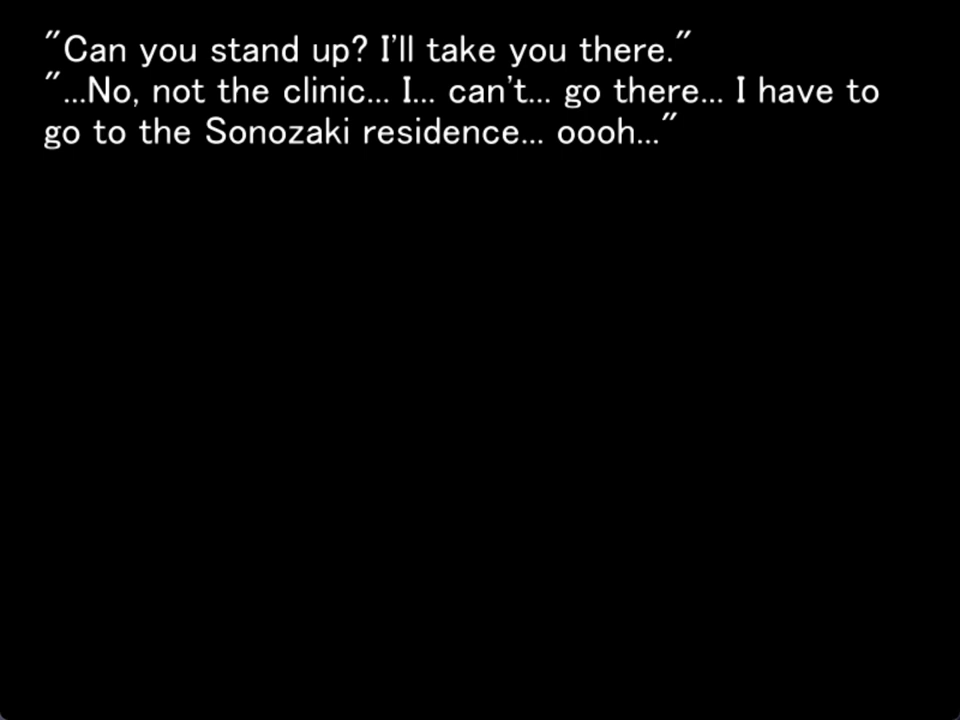 "Can you stand up? I'll take you there."
"...No, not the clinic... I... can't... go there... I have to
go to the Sonozaki residence... oooh..."